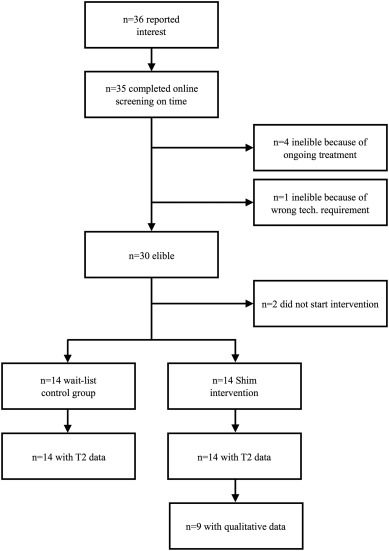 n=36 reported
interest
n=35 completed online
screening on time
n=4 inelible because of
ongoing treatment
n=1 inelible because of
wrong tech. requirement
n=30 elible
n=2 did not start intervention
n=14 wait-list
control group
n=14 Shim
intervention
n=14 with T2 data
n=14 with T2 data
n=9 with qualitative data